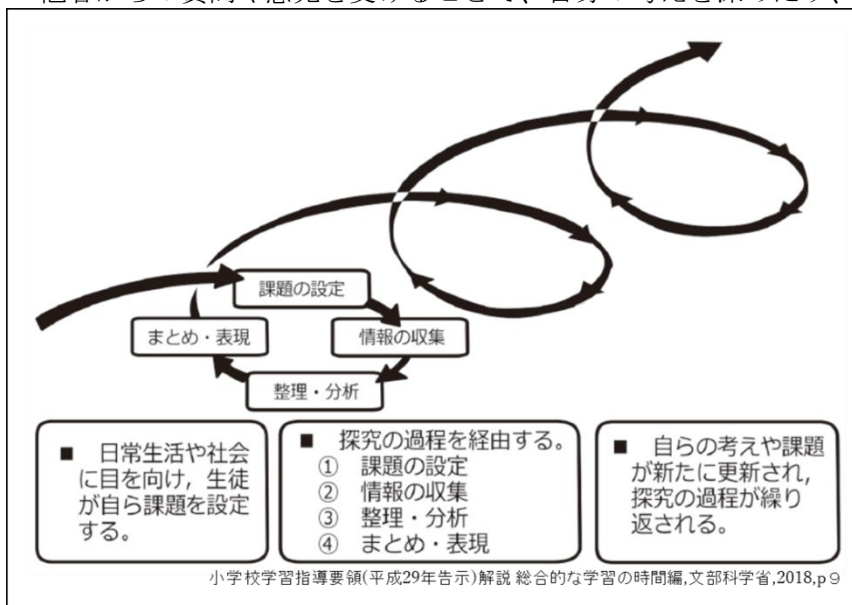 課題の設定
まとめ・表現
情報の収集
整理・分析
■ 日常生活や社会
に目を向け,生徒
が自ら課題を設定
する。
■ 探究の過程を経由する。
① 課題の設定
② 情報の収集
③ 整理・分析
④ まとめ・表現
■ 自らの考えや課題
が新たに更新され,
探究の過程が繰り
返される。
小学校学習指導要領(平成29年告示)解説 総合的な学習の時間編,文部科学省,2018,p9